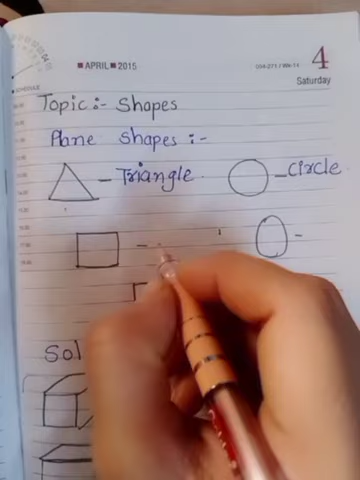 APRIL 2015
4
Saturday
Topic:- Shapes
Plane Shapes :-
- Triangle.
- Circle
Sol